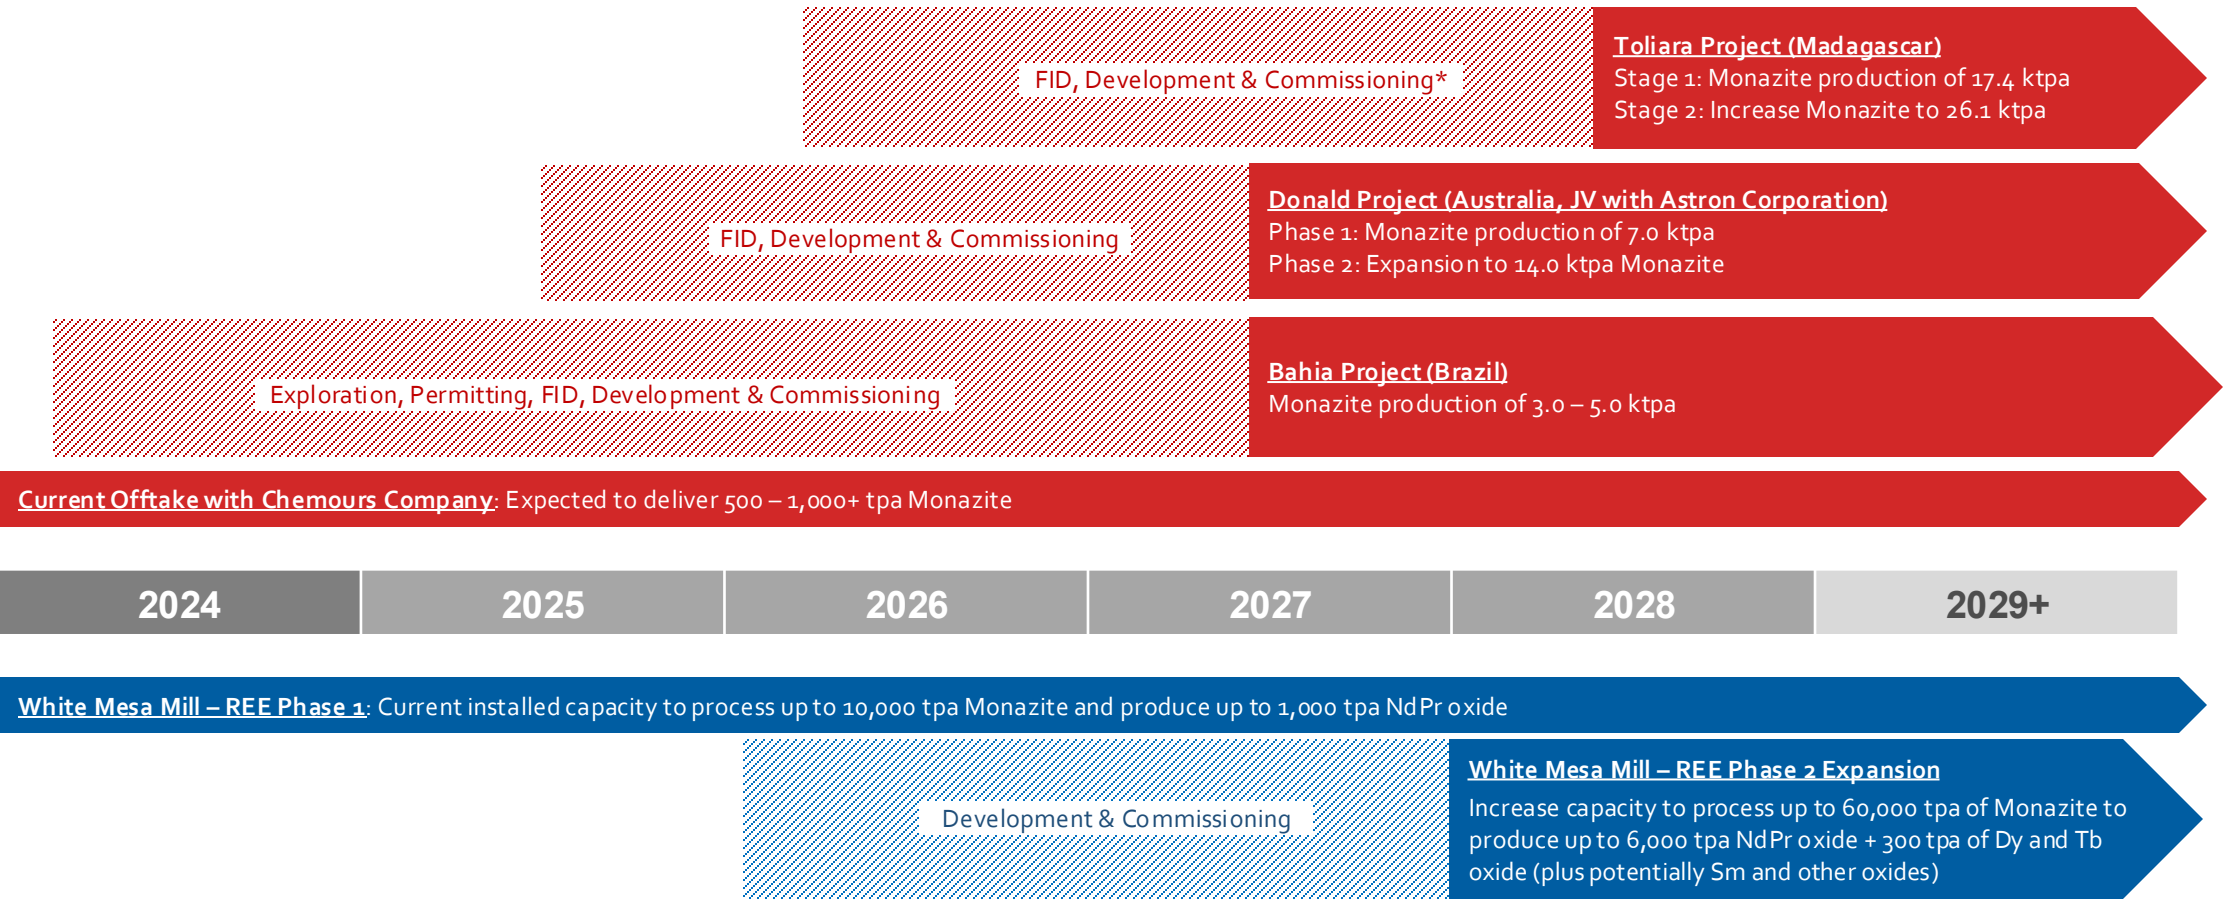 FID, Development & Commissioning*
Toliara Project (Madagascar)
Stage 1: Monazite production of 17.4 ktpa
Stage 2: Increase Monazite to 26.1 ktpa
FID, Development & Commissioning
Donald Project (Australia, JV with Astron Corporation)
Phase 1: Monazite production of 7.0 ktpa
Phase 2: Expansion to 14.0 ktpa Monazite
Exploration, Permitting, FID, Development & Commissioning
Bahia Project (Brazil)
Monazite production of 3.0 – 5.0 ktpa
Current Offtake with Chemours Company: Expected to deliver 500 – 1,000+ tpa Monazite
2024 2025 2026 2027 2028 2029+
White Mesa Mill – REE Phase 1: Current installed capacity to process up to 10,000 tpa Monazite and produce up to 1,000 tpa NdPr oxide
Development & Commissioning
White Mesa Mill – REE Phase 2 Expansion
Increase capacity to process up to 60,000 tpa of Monazite to
produce up to 6,000 tpa NdPr oxide + 300 tpa of Dy and Tb
oxide (plus potentially Sm and other oxides)